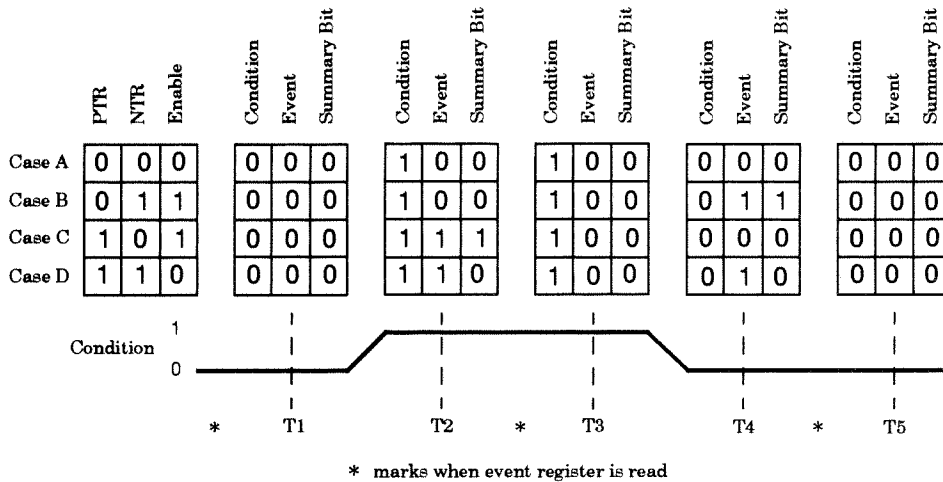 PTR NTR Enable Condition Event Summary Bit Condition Event Summary Bit Condition Event Summary Bit Condition Event Summary Bit Condition Event Summary Bit
Case A 0 0 0 0 0 0 1 0 0 1 0 0 0 0 0 0 0 0
Case B 0 1 1 0 0 0 1 0 0 1 0 0 0 1 1 0 0 0
Case C 1 0 1 0 0 0 1 1 1 1 0 0 0 0 0 0 0 0
Case D 1 1 0 0 0 0 1 1 0 1 0 0 0 1 0 0 0 0
1
Condition
0
* T1 T2 * T3 T4 * T5
* marks when event register is read